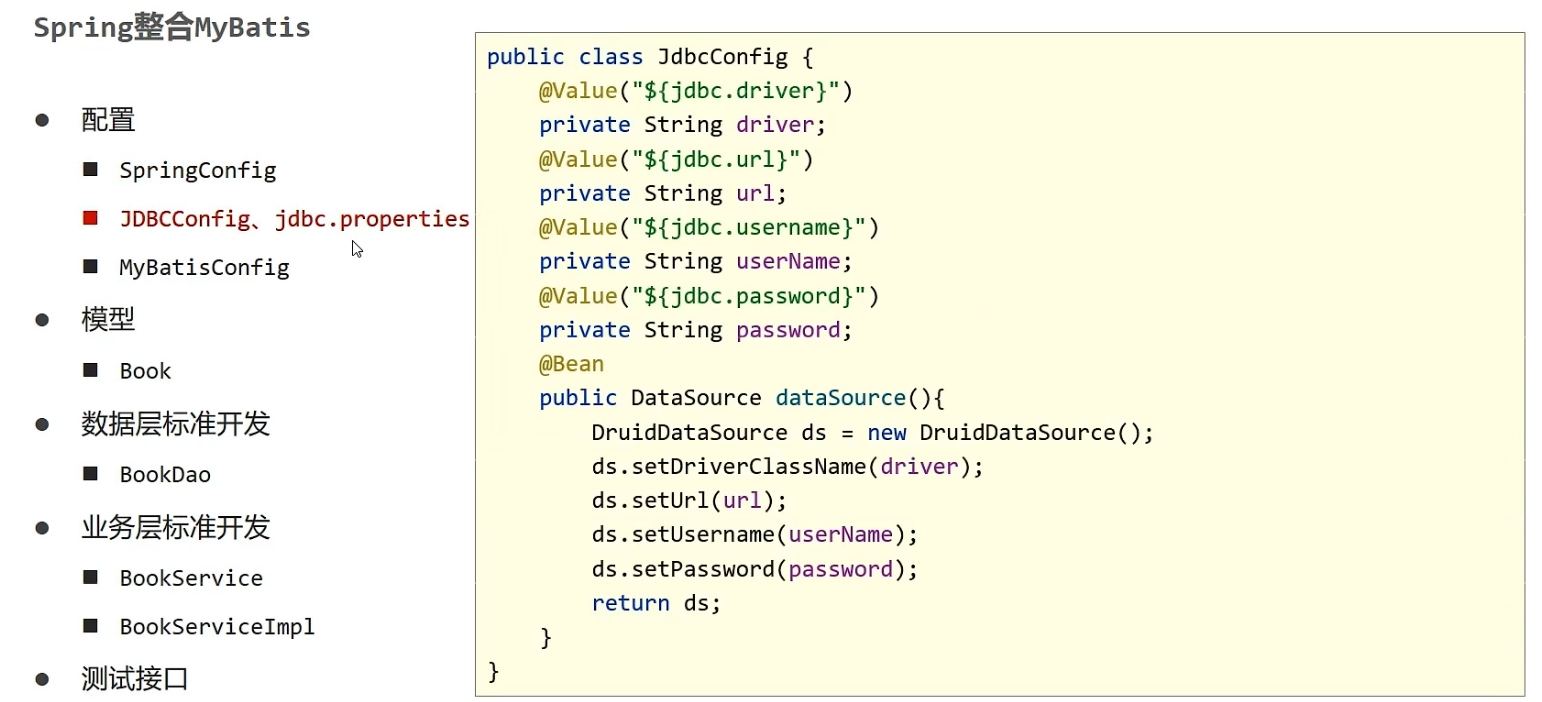 Spring整合MyBatis
配置
SpringConfig
JDBCConfig、jdbc.properties
MyBatisConfig
模型
Book
数据层标准开发
BookDao
业务层标准开发
BookService
BookServiceImpl
测试接口
public class JdbcConfig {
    @Value("${jdbc.driver}")
    private String driver;
    @Value("${jdbc.url}")
    private String url;
    @Value("${jdbc.username}")
    private String userName;
    @Value("${jdbc.password}")
    private String password;
    @Bean
    public DataSource dataSource(){
        DruidDataSource ds = new DruidDataSource();
        ds.setDriverClassName(driver);
        ds.setUrl(url);
        ds.setUsername(userName);
        ds.setPassword(password);
        return ds;
    }
}